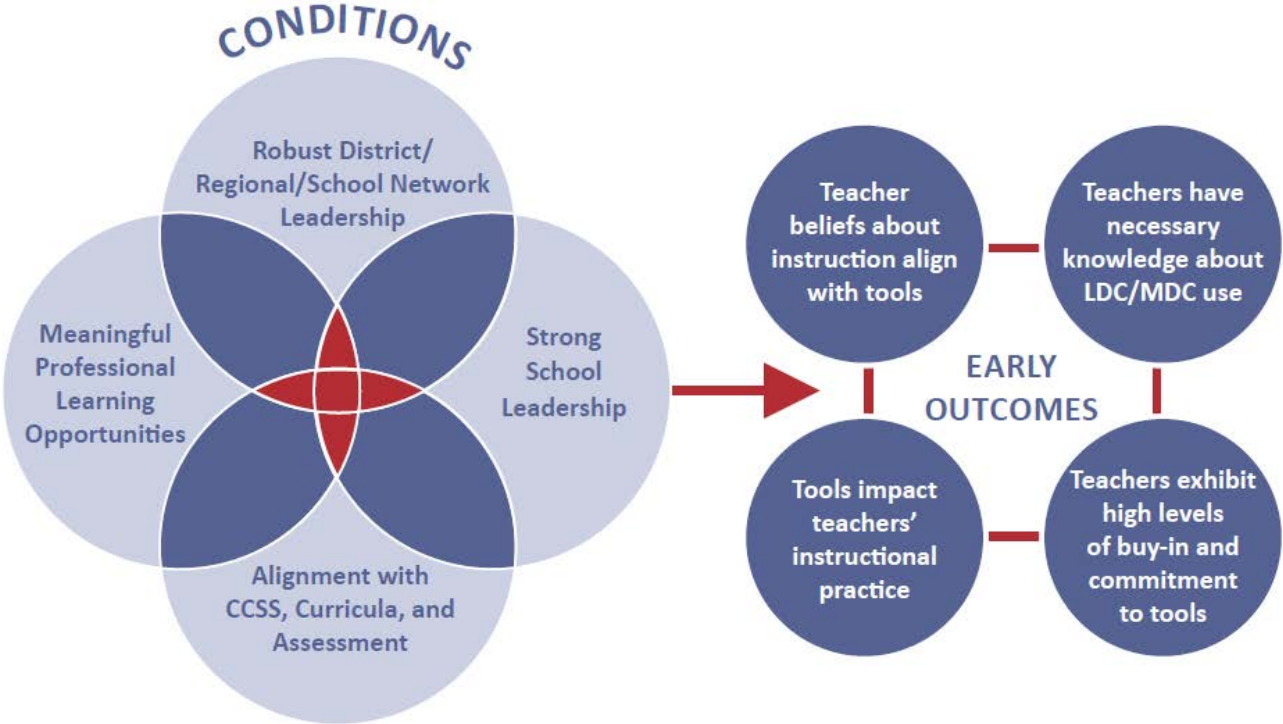 CONDITIONS
Robust District/
Regional/School Network
Leadership
Meaningful
Professional
Learning
Opportunities
Strong
School
Leadership
Alignment with
CCSS, Curricula, and
Assessment
Teacher
beliefs about
instruction align
with tools
Teachers have
necessary
knowledge about
LDC/MDC use
EARLY
OUTCOMES
Tools impact
teachers’
instructional
practice
Teachers exhibit
high levels
of buy-in and
commitment
to tools